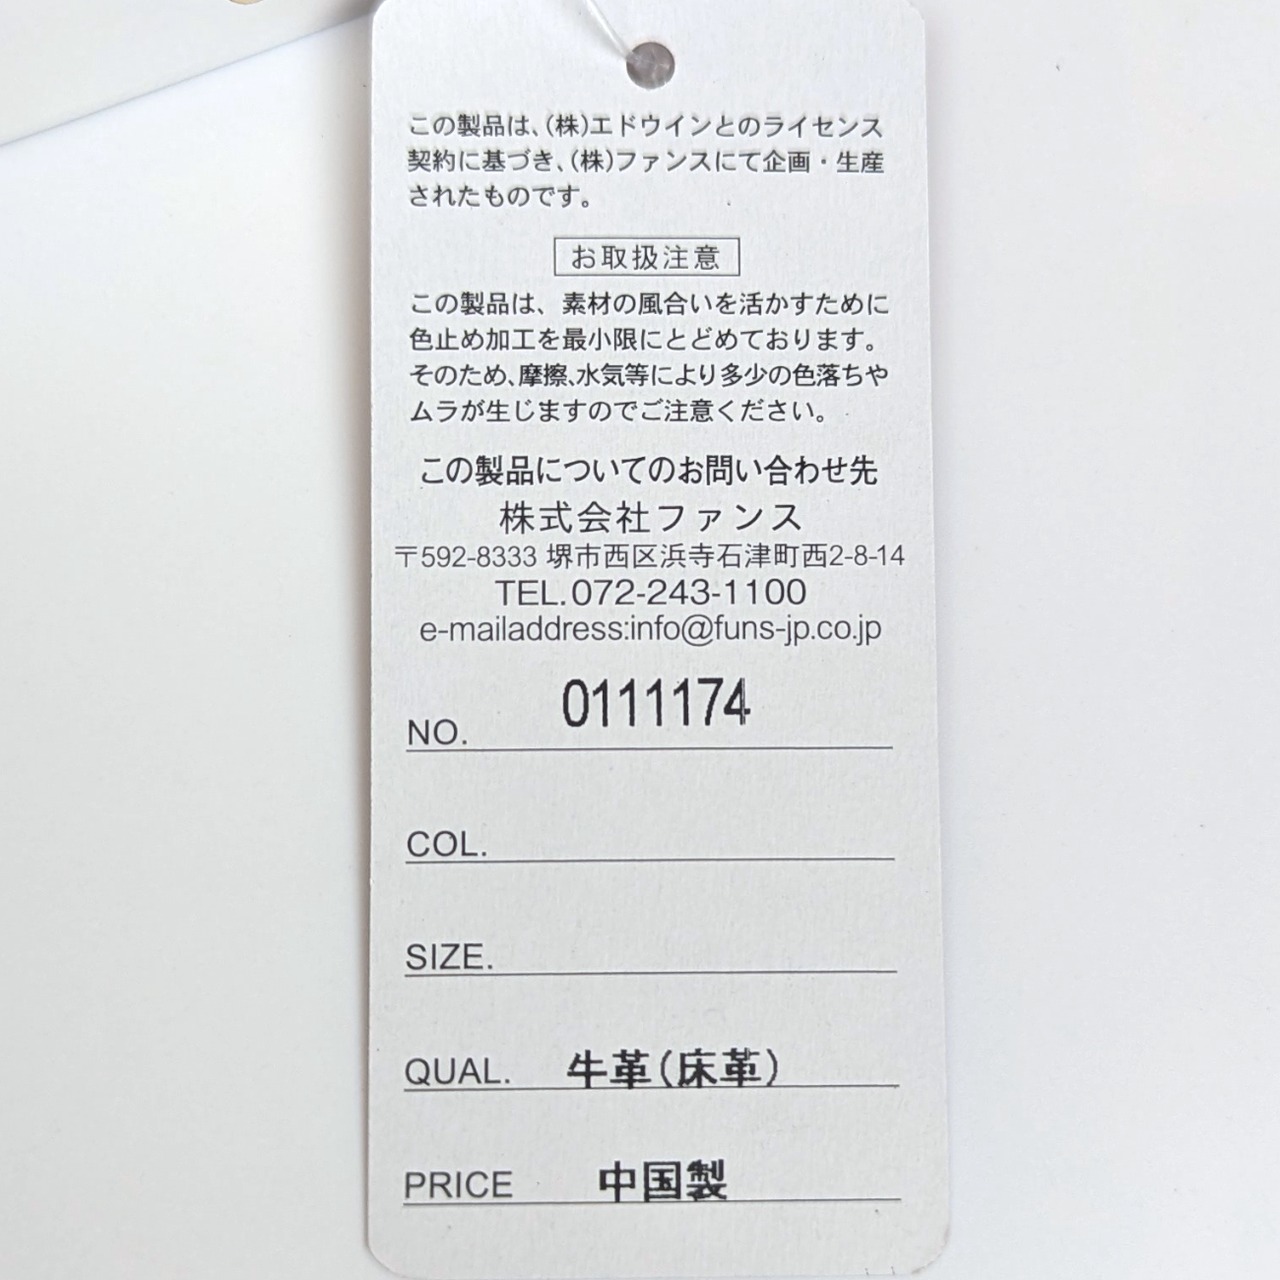 この製品は、(株)エドウインとのライセンス
契約に基づき、(株)ファンスにて企画・生産
されたものです。
お取扱注意
この製品は、素材の風合いを活かすために
色止め加工を最小限にとどめております。
そのため、摩擦、水気等により多少の色落ちや
ムラが生じますのでご注意ください。
この製品についてのお問い合わせ先
株式会社ファンス
〒592-8333 堺市西区浜寺石津町西2-8-14
TEL.072-243-1100
e-mailaddress:info@funs-jp.co.jp
NO. 0111174
COL.
SIZE.
QUAL. 牛革(床革)
PRICE 中国製